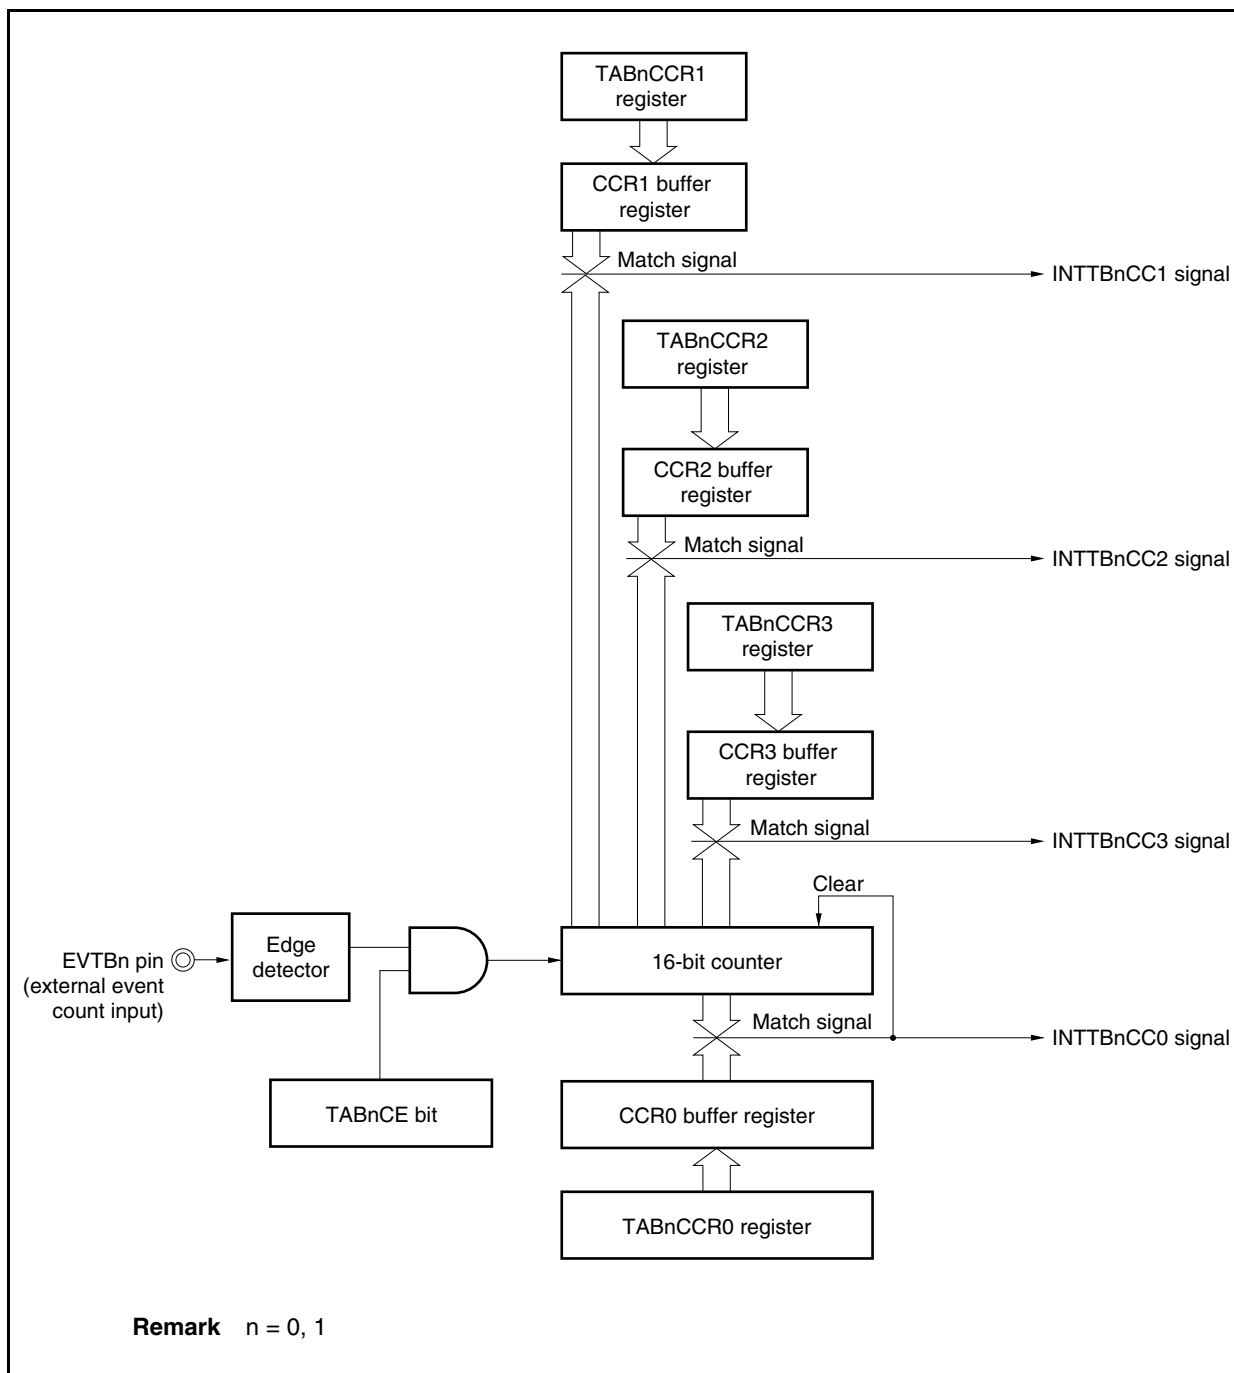 TABnCCR1
register
CCR1 buffer
register
Match signal
INTTBnCC1 signal
TABnCCR2
register
CCR2 buffer
register
Match signal
INTTBnCC2 signal
TABnCCR3
register
CCR3 buffer
register
Match signal
INTTBnCC3 signal
Clear
EVTBn pin
(external event
count input)
Edge
detector
16-bit counter
Match signal
INTTBnCC0 signal
TABnCE bit
CCR0 buffer register
TABnCCR0 register
Remark n = 0, 1